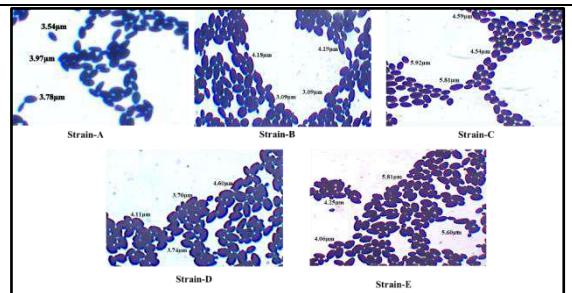 3.54µm
3.97µm
3.78µm
Strain-A
4.18µm
4.19µm
3.09µm
3.09µm
Strain-B
4.59µm
4.54µm
5.92µm
5.81µm
Strain-C
4.60µm
3.70µm
4.11µm
3.74µm
Strain-D
5.81µm
4.25µm
5.60µm
4.06µm
Strain-E